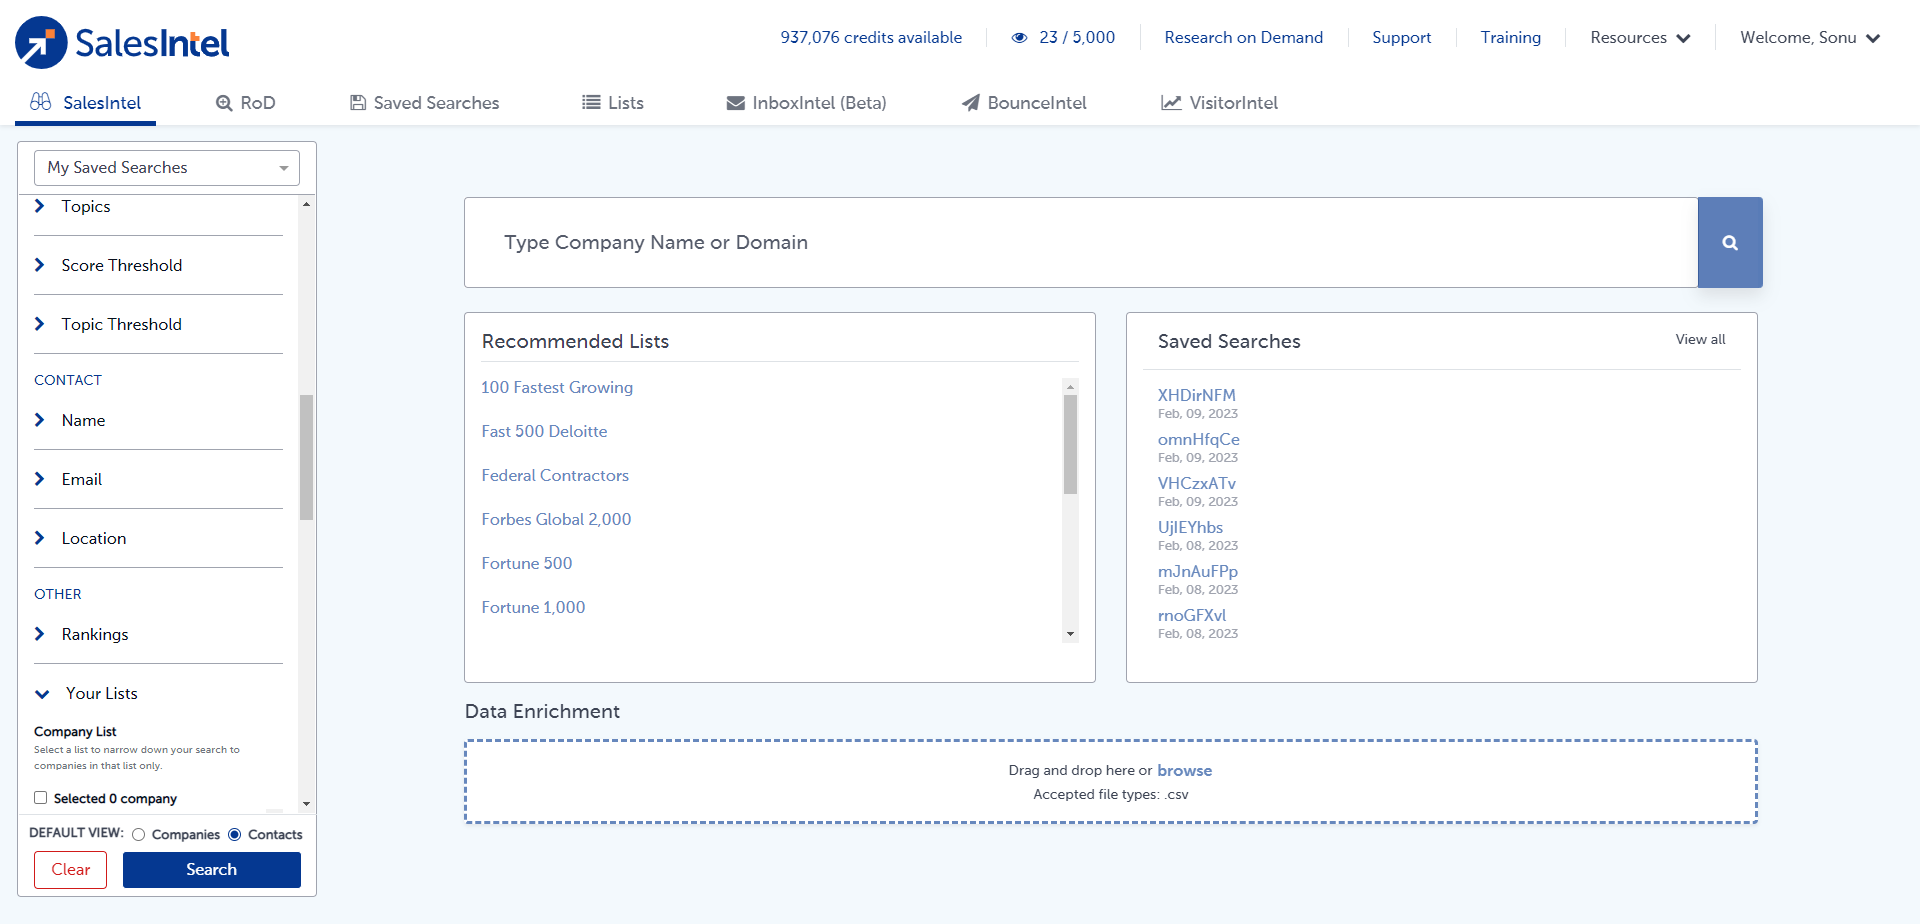 SalesIntel
937,076 credits available
23 / 5,000
Research on Demand
Support
Training
Resources
Welcome, Sonu
SalesIntel
RoD
Saved Searches
Lists
InboxIntel (Beta)
BounceIntel
VisitorIntel
My Saved Searches
Topics
Score Threshold
Topic Threshold
CONTACT
Name
Email
Location
OTHER
Rankings
Your Lists
Company List
Select a list to narrow down your search to
companies in that list only.
Selected 0 company
DEFAULT VIEW: Companies Contacts
Clear
Search
Type Company Name or Domain
Recommended Lists
100 Fastest Growing
Fast 500 Deloitte
Federal Contractors
Forbes Global 2,000
Fortune 500
Fortune 1,000
Saved Searches
View all
XHDirNFM
Feb, 09, 2023
omnHfqCe
Feb, 09, 2023
VHCzxATv
Feb, 09, 2023
UjIEYhbs
Feb, 08, 2023
mJnAuFPp
Feb, 08, 2023
rnoGFXvl
Feb, 08, 2023
Data Enrichment
Drag and drop here or browse
Accepted file types: .csv